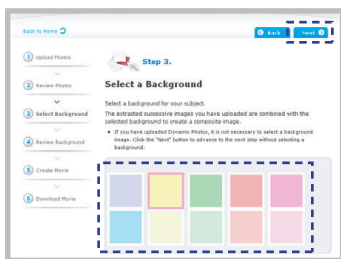 Back to Home
Back
Next
Step 3.
1 Upload Photos
2 Review Photos
3 Select Background
4 Review Background
5 Create Movie
6 Download Movie
Select a Background
Select a background for your subject.
The extracted successive images you have uploaded are combined with the
selected background to create a composite image.
• If you have uploaded Dynamic Photos, it is not necessary to select a background
image. Click the "Next" button to advance to the next step without selecting a
background.